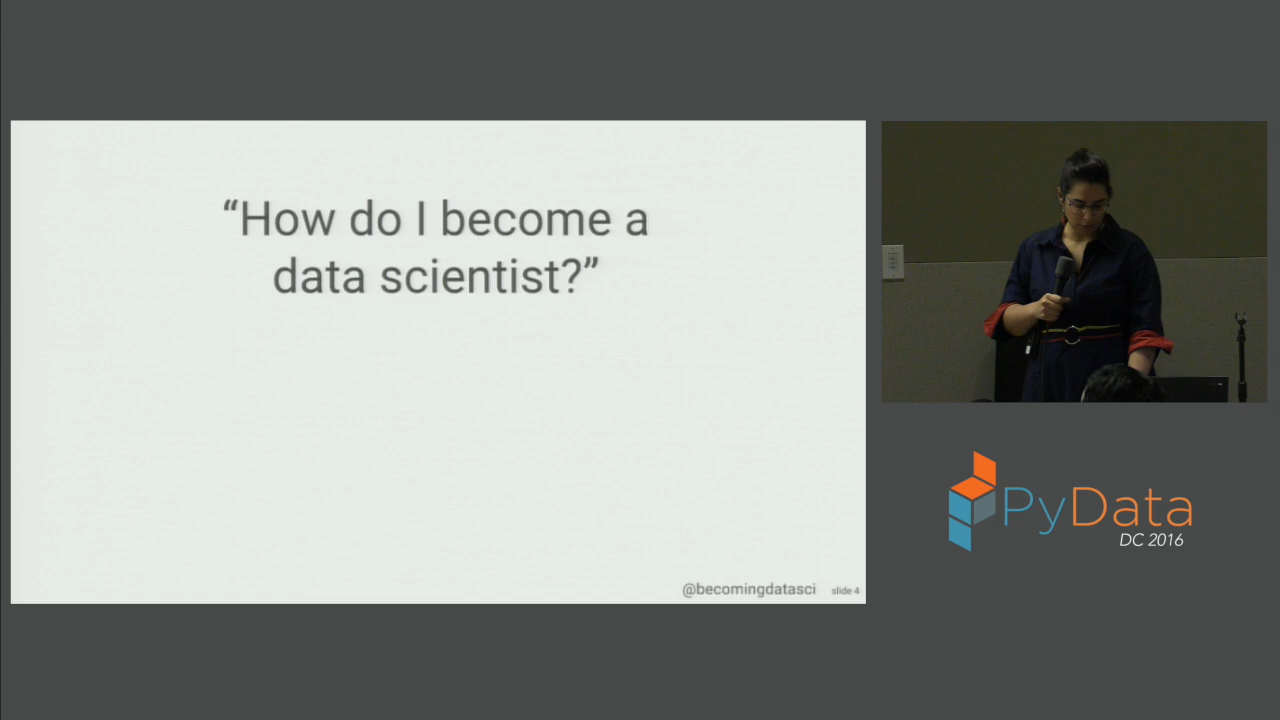 “How do I become a
data scientist?”
@becomingdatasci slide 4
PyData
DC 2016